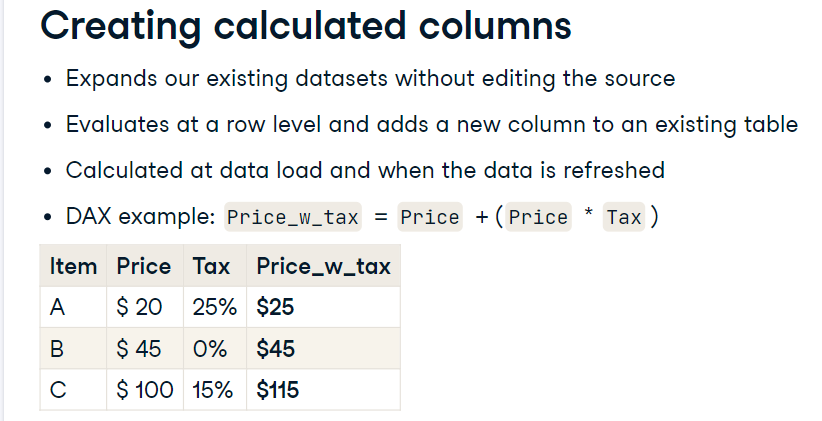 Creating calculated columns
• Expands our existing datasets without editing the source
• Evaluates at a row level and adds a new column to an existing table
• Calculated at data load and when the data is refreshed
• DAX example: Price_w_tax = Price + ( Price * Tax )
Item Price Tax Price_w_tax
A $ 20 25% $25
B $ 45 0% $45
C $ 100 15% $115